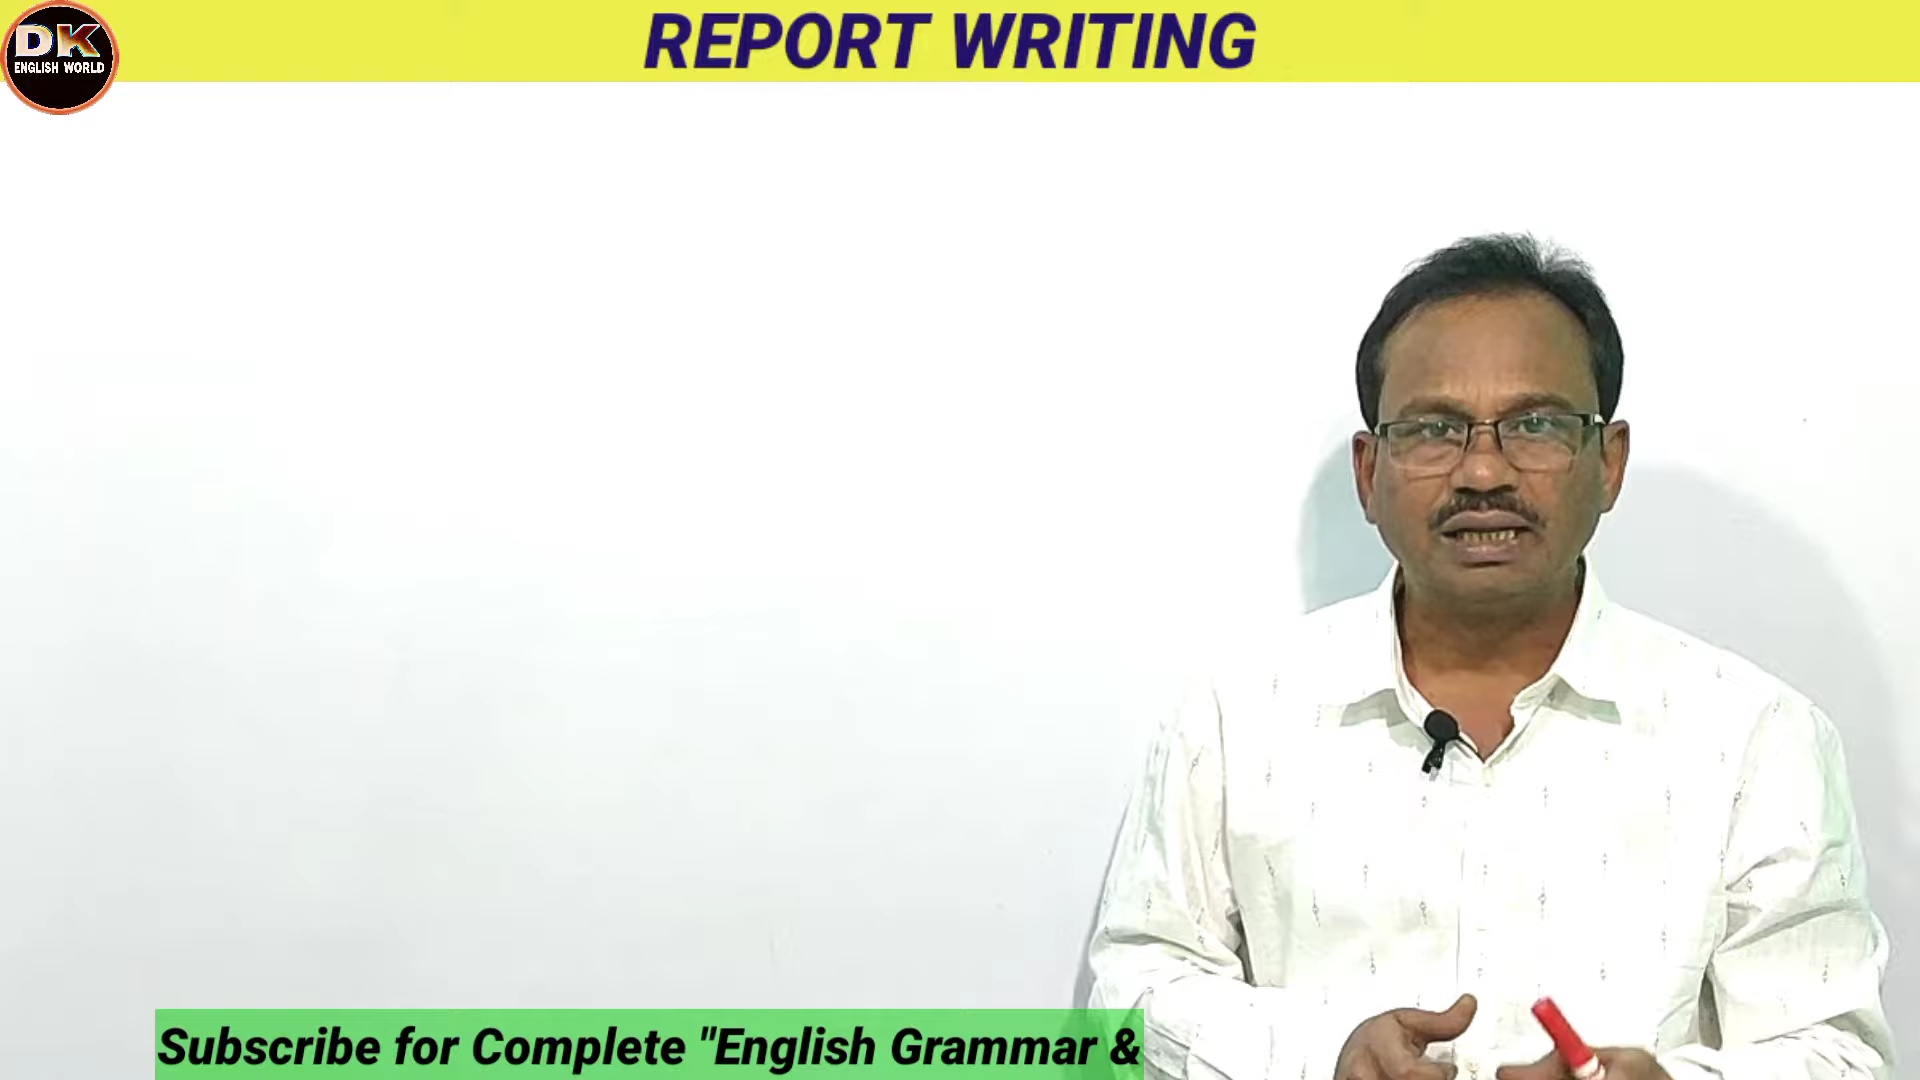 REPORT WRITING
DK
ENGLISH WORLD
Subscribe for Complete "English Grammar &